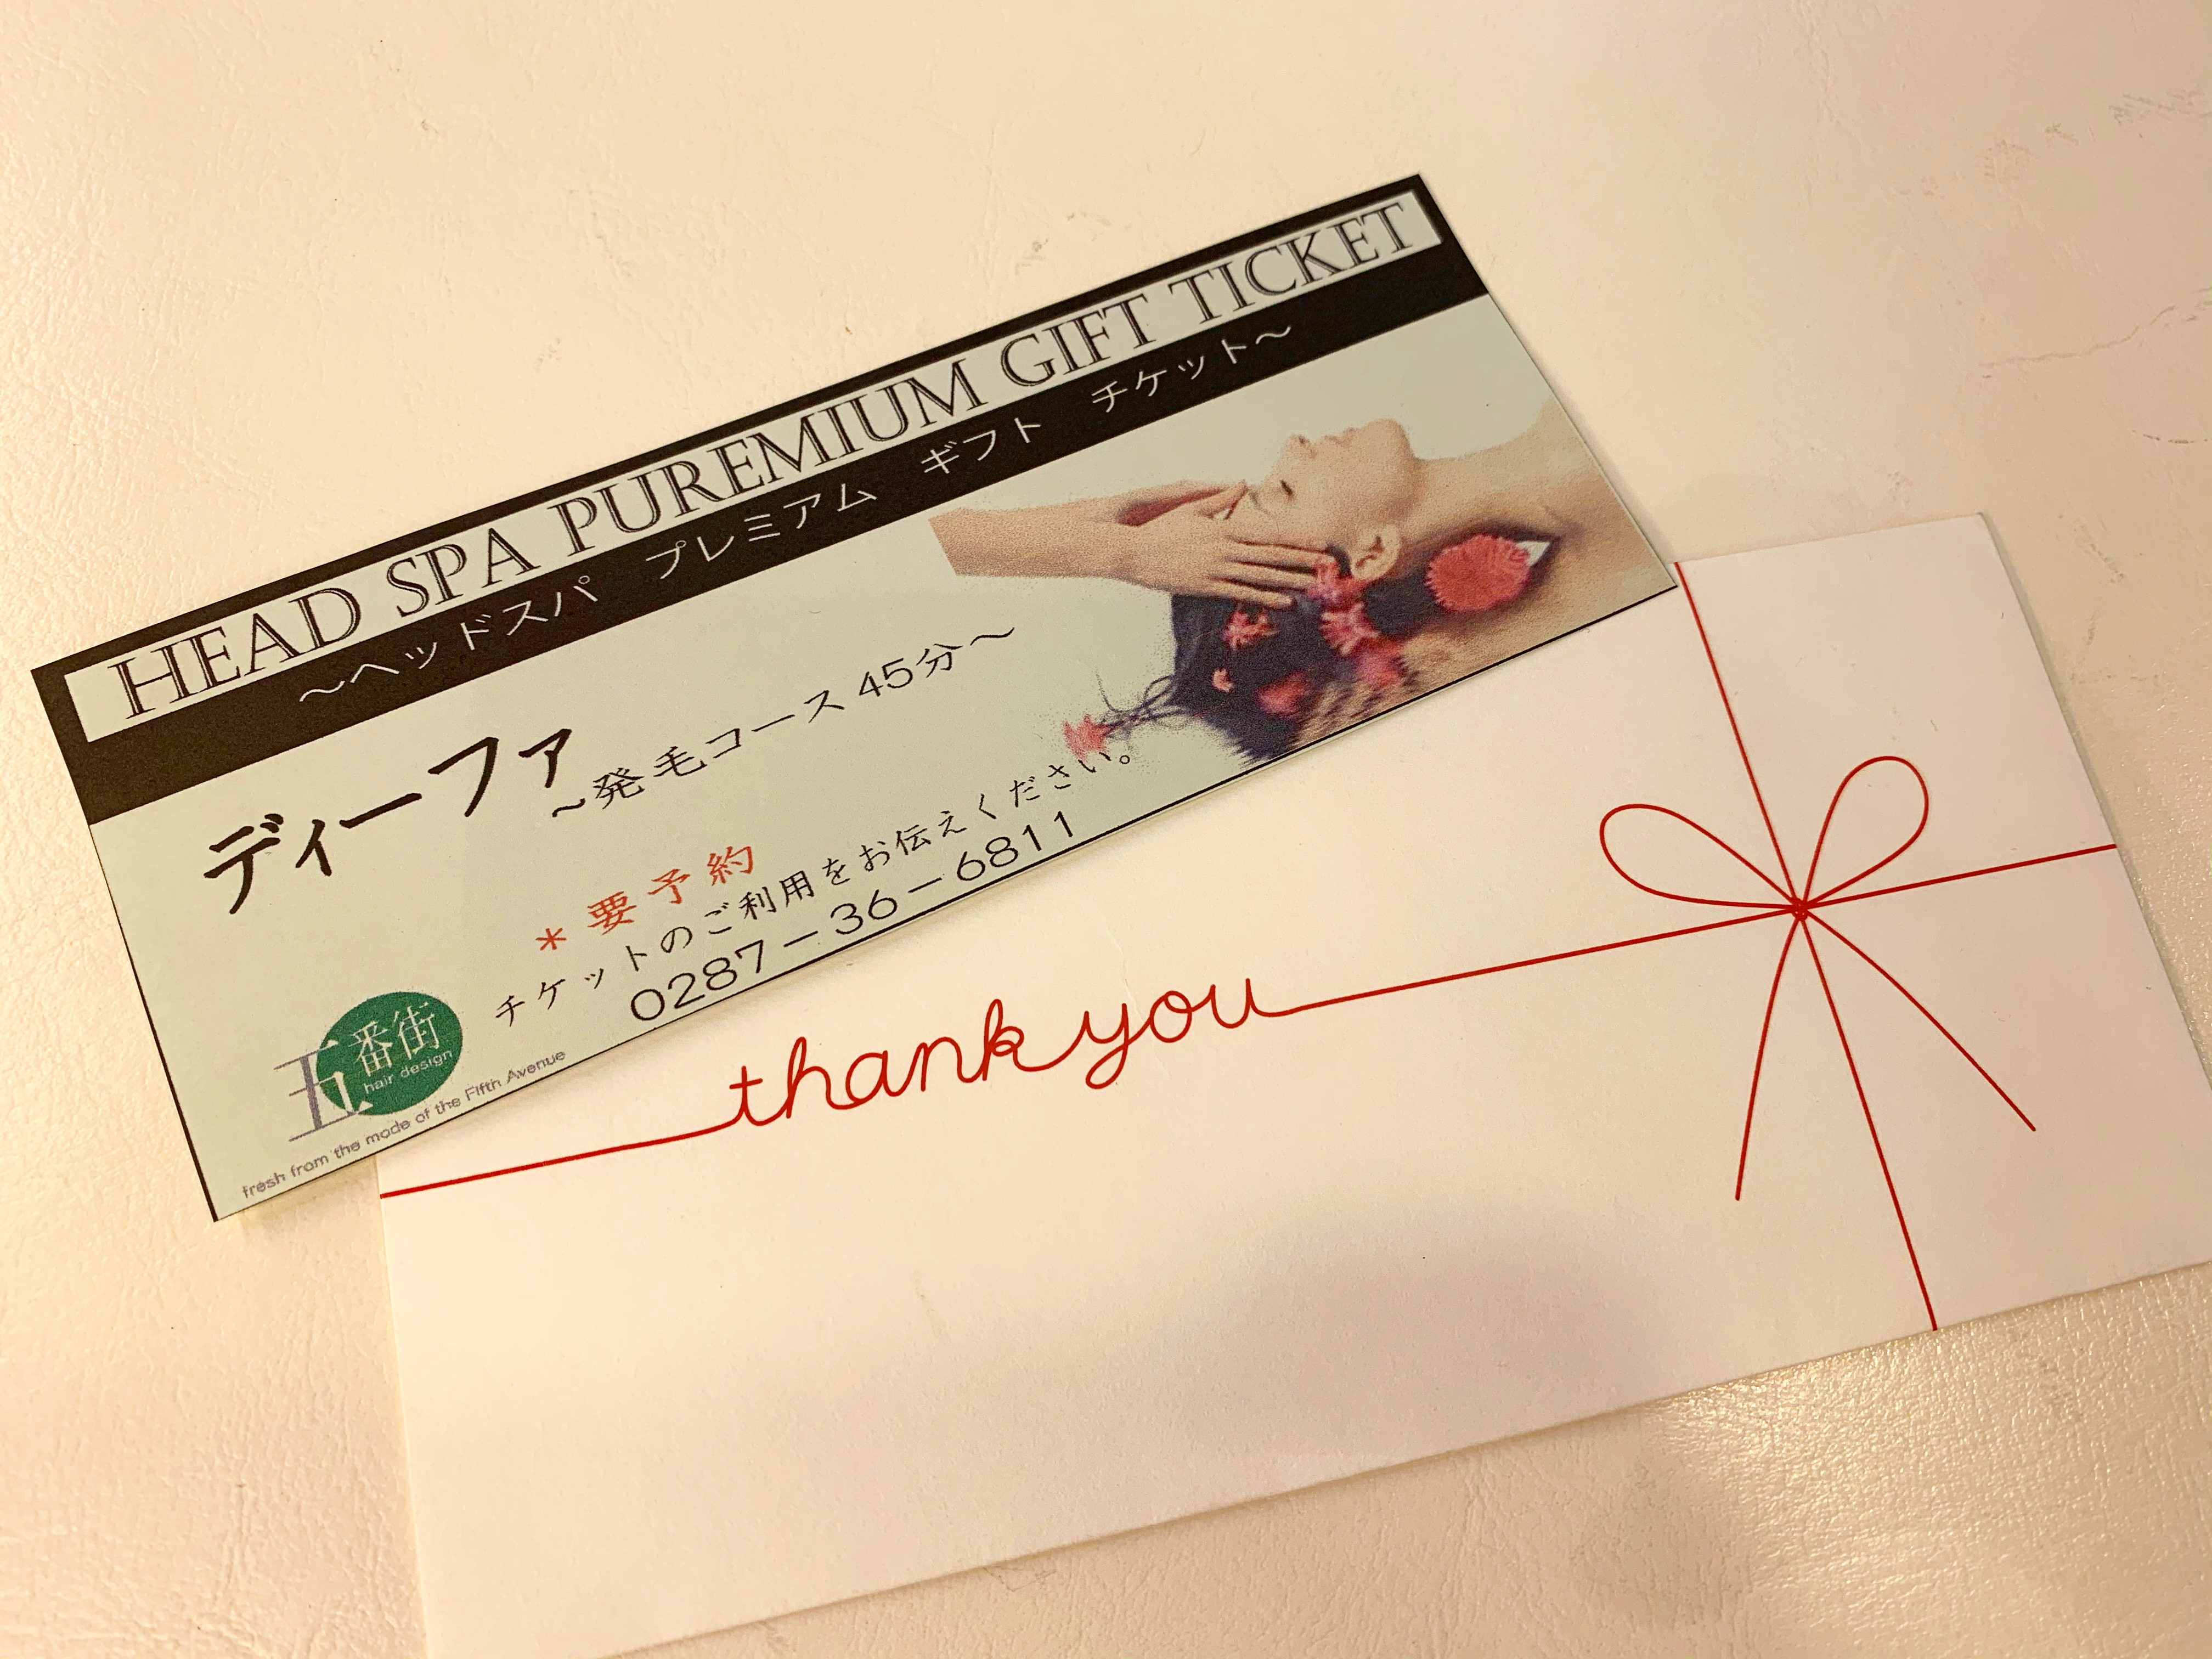 HEAD SPA PUREMIUM GIFT TICKET
～ヘッドスパ　プレミアム　ギフト　チケット～
ディーファ
～発毛コース 45分～
＊要予約
チケットのご利用をお伝えください。
0287－36－6811
五番街
hair design
fresh from the mode of the Fifth Avenue
thank you